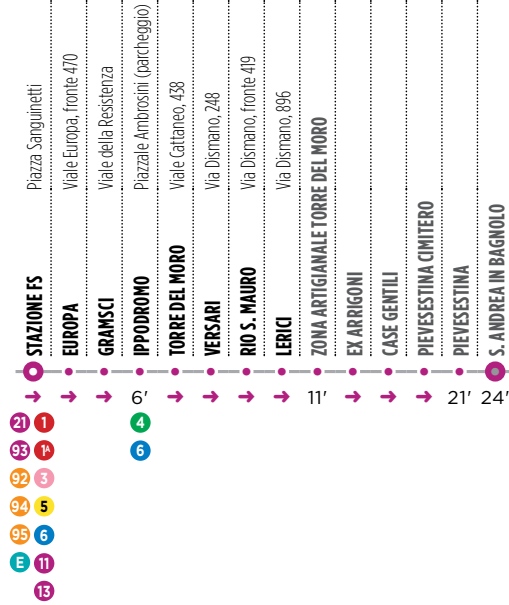 STAZIONE FS Piazza Sanguinetti
EUROPA Viale Europa, fronte 470
GRAMSCI Viale della Resistenza
IPPODROMO Piazzale Ambrosini (parcheggio)
TORRE DEL MORO Viale Cattaneo, 438
VERSARI Via Dismano, 248
RIO S. MAURO Via Dismano, fronte 419
LERICI Via Dismano, 896
ZONA ARTIGIANALE TORRE DEL MORO
EX ARRIGONI
CASE GENTILI
PIEVESESTINA CIMITERO
PIEVESESTINA
S. ANDREA IN BAGNOLO
➜ ➜ ➜ 6' ➜ ➜ ➜ ➜ 11' ➜ ➜ ➜ 21' 24'
21 1 4
93 1A 6
92 3
94 5
95 6
E 11
13